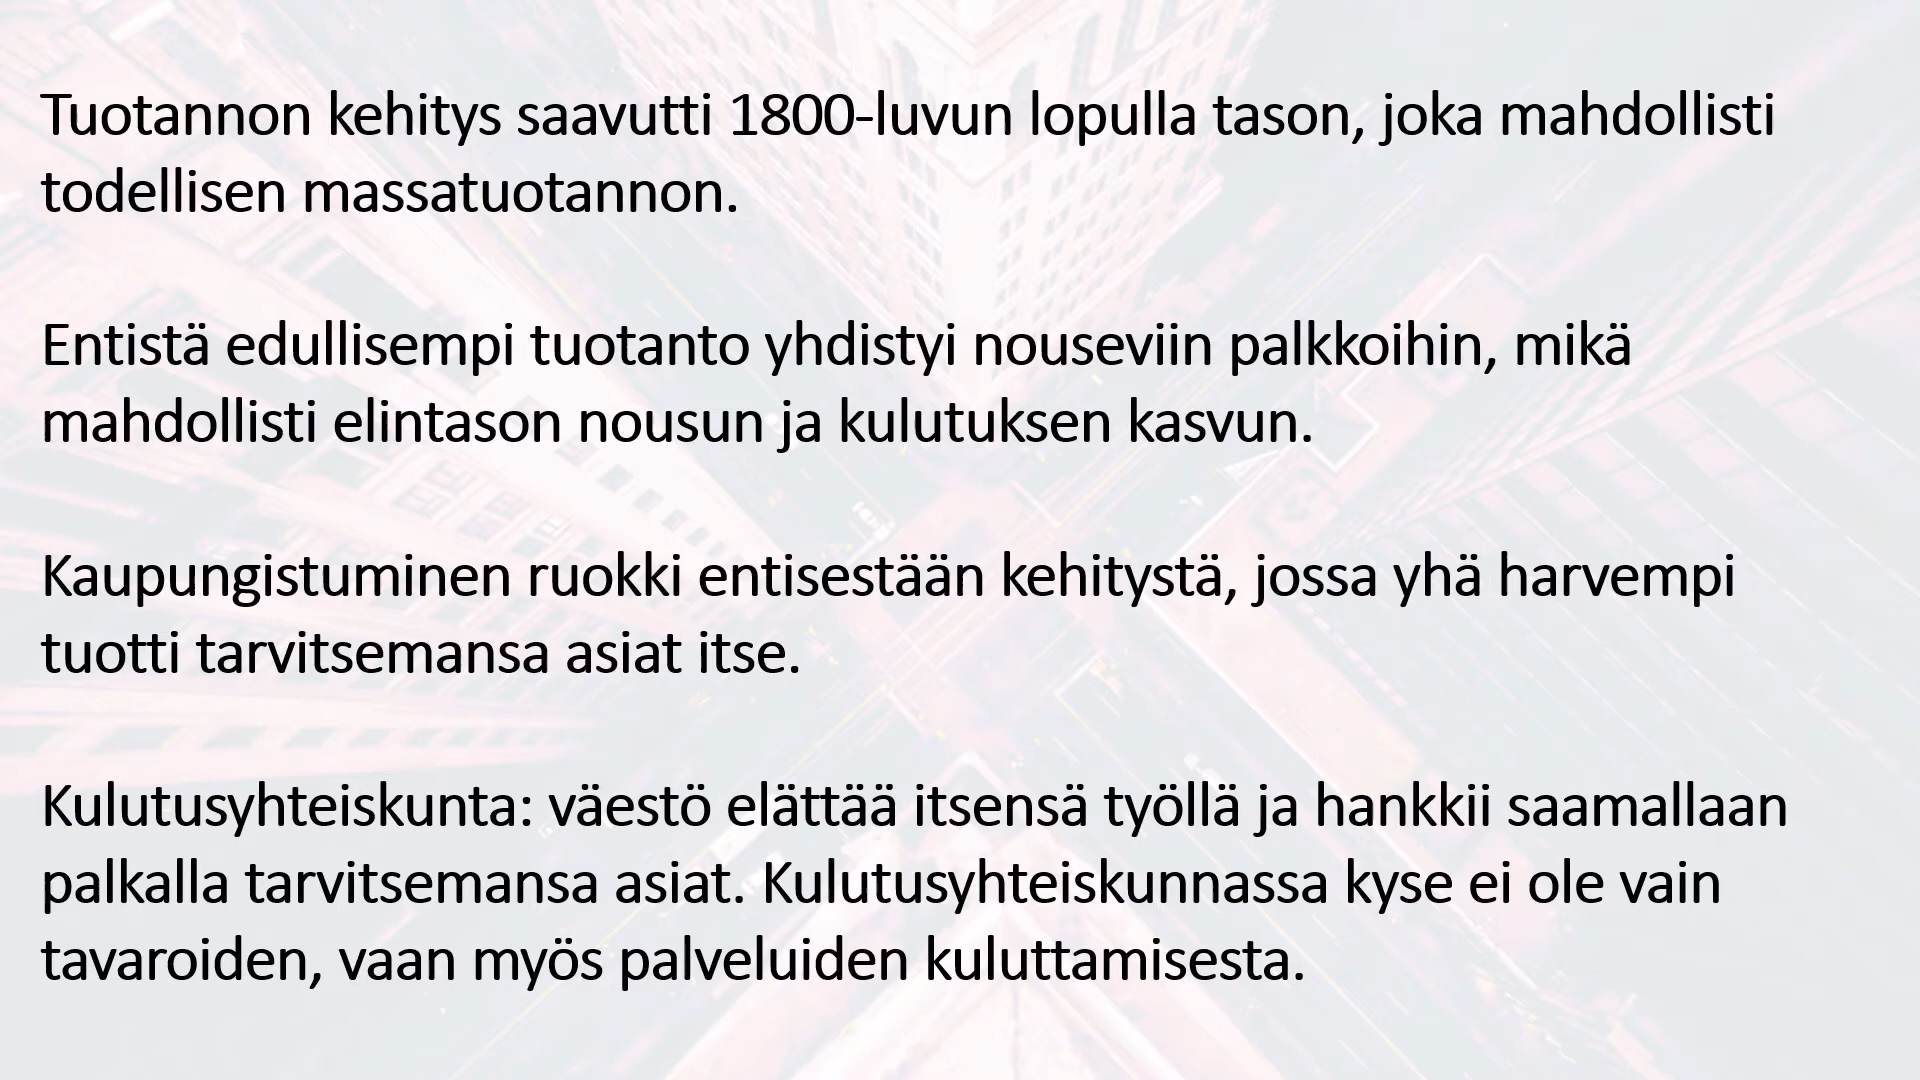 Tuotannon kehitys saavutti 1800-luvun lopulla tason, joka mahdollisti
todellisen massatuotannon.
Entistä edullisempi tuotanto yhdistyi nouseviin palkkoihin, mikä
mahdollisti elintason nousun ja kulutuksen kasvun.
Kaupungistuminen ruokki entisestään kehitystä, jossa yhä harvempi
tuotti tarvitsemansa asiat itse.
Kulutusyhteiskunta: väestö elättää itsensä työllä ja hankkii saamallaan
palkalla tarvitsemansa asiat. Kulutusyhteiskunnassa kyse ei ole vain
tavaroiden, vaan myös palveluiden kuluttamisesta.